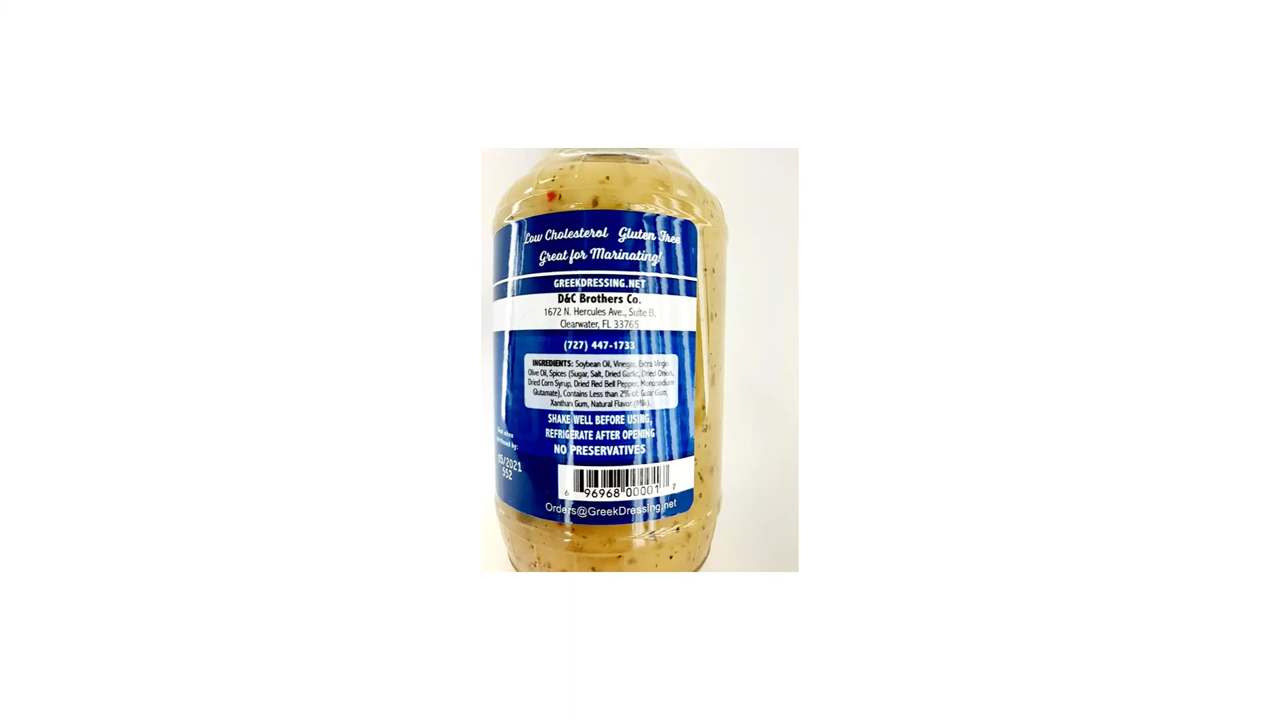 Low Cholesterol Gluten Free
Great for Marinating!
GREEKDRESSING.NET
D&C Brothers Co.
1672 N. Hercules Ave., Suite B,
Clearwater, FL 33765
(727) 447-1733
INGREDIENTS: Soybean Oil, Vinegar, Extra Virgin
Olive Oil, Spices (Sugar, Salt, Dried Garlic, Dried Onion,
Dried Corn Syrup, Dried Red Bell Pepper, Monosodium
Glutamate), Contains Less than 2% of: Guar Gum,
Xanthan Gum, Natural Flavor (Milk).
SHAKE WELL BEFORE USING,
REFRIGERATE AFTER OPENING
NO PRESERVATIVES
by:
05/2021
552
6 96968 00001 7
Orders@GreekDressing.net